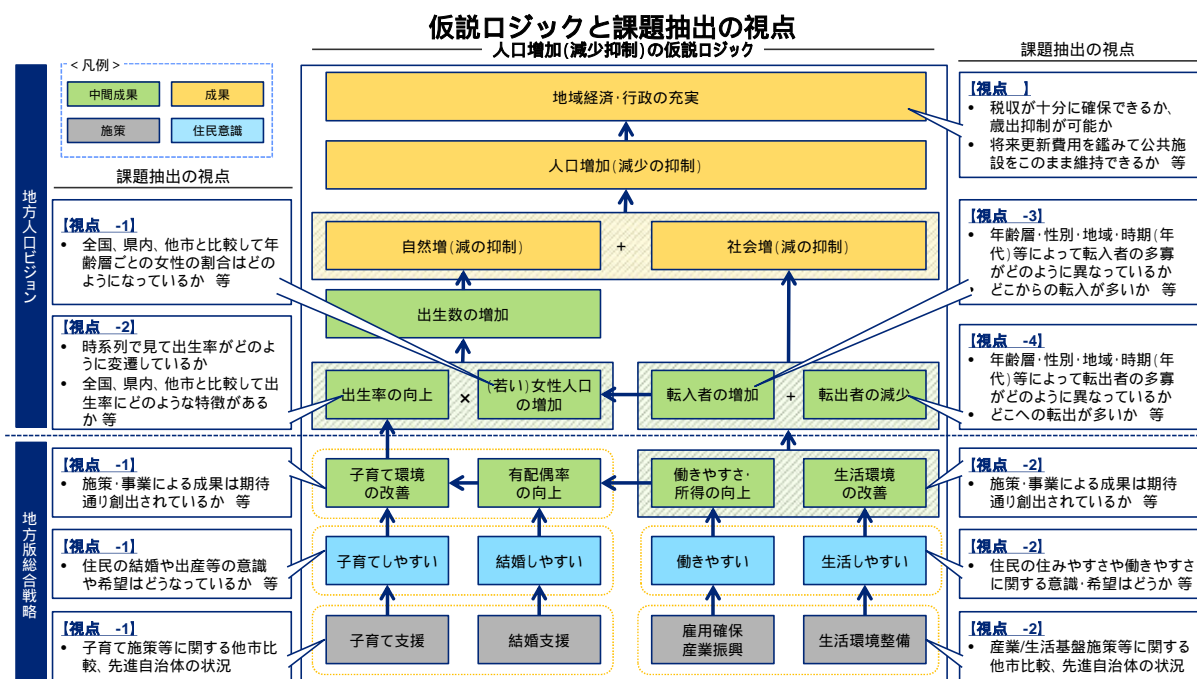 仮説ロジックと課題抽出の視点
人口増加(減少抑制)の仮説ロジック
課題抽出の視点
<凡例>
中間成果
成果
施策
住民意識
課題抽出の視点
地方人口ビジョン
【視点 -1】
• 全国、県内、他市と比較して年
齢層ごとの女性の割合はどの
ようになっているか 等
【視点 -2】
• 時系列で見て出生率がどのよ
うに変遷しているか
• 全国、県内、他市と比較して出
生率にどのような特徴がある
か 等
地域経済・行政の充実
人口増加(減少の抑制)
自然増(減の抑制)
+
社会増(減の抑制)
出生数の増加
出生率の向上
×
(若い)女性人口
の増加
転入者の増加
+
転出者の減少
【視点 】
• 税収が十分に確保できるか、
歳出抑制が可能か
• 将来更新費用を鑑みて公共施
設をこのまま維持できるか 等
【視点 -3】
• 年齢層・性別・地域・時期(年
代)等によって転入者の多寡
がどのように異なっているか
• どこからの転入が多いか 等
【視点 -4】
• 年齢層・性別・地域・時期(年
代)等によって転出者の多寡
がどのように異なっているか
• どこへの転出が多いか 等
地方版総合戦略
【視点 -1】
• 施策・事業による成果は期待
通り創出されているか 等
【視点 -1】
• 住民の結婚や出産等の意識
や希望はどうなっているか 等
【視点 -1】
• 子育て施策等に関する他市比
較、先進自治体の状況
子育て環境
の改善
有配偶率
の向上
働きやすさ・
所得の向上
生活環境
の改善
子育てしやすい
結婚しやすい
働きやすい
生活しやすい
子育て支援
結婚支援
雇用確保
産業振興
生活環境整備
【視点 -2】
• 施策・事業による成果は期待
通り創出されているか 等
【視点 -2】
• 住民の住みやすさや働きやすさ
に関する意識・希望はどうか 等
【視点 -2】
• 産業/生活基盤施策等に関する
他市比較、先進自治体の状況